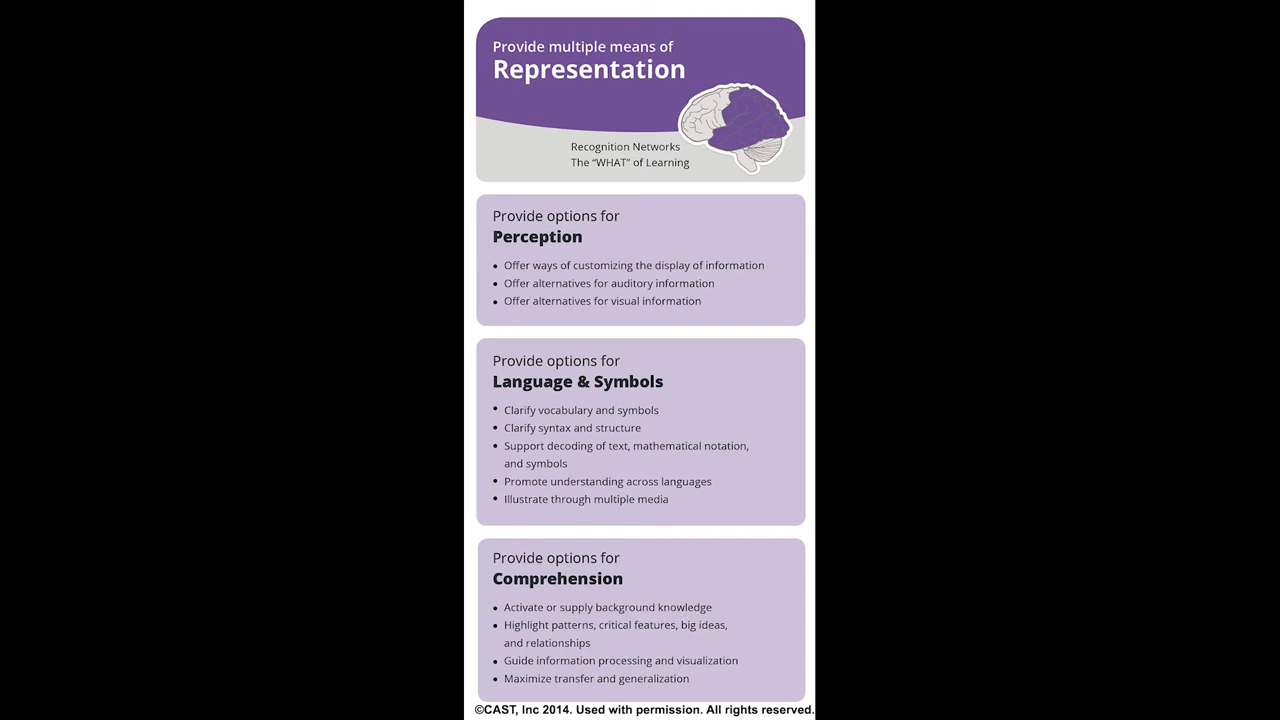 Provide multiple means of
Representation
Recognition Networks
The “WHAT” of Learning
Provide options for
Perception
• Offer ways of customizing the display of information
• Offer alternatives for auditory information
• Offer alternatives for visual information
Provide options for
Language & Symbols
• Clarify vocabulary and symbols
• Clarify syntax and structure
• Support decoding of text, mathematical notation,
and symbols
• Promote understanding across languages
• Illustrate through multiple media
Provide options for
Comprehension
• Activate or supply background knowledge
• Highlight patterns, critical features, big ideas,
and relationships
• Guide information processing and visualization
• Maximize transfer and generalization
©CAST, Inc 2014. Used with permission. All rights reserved.